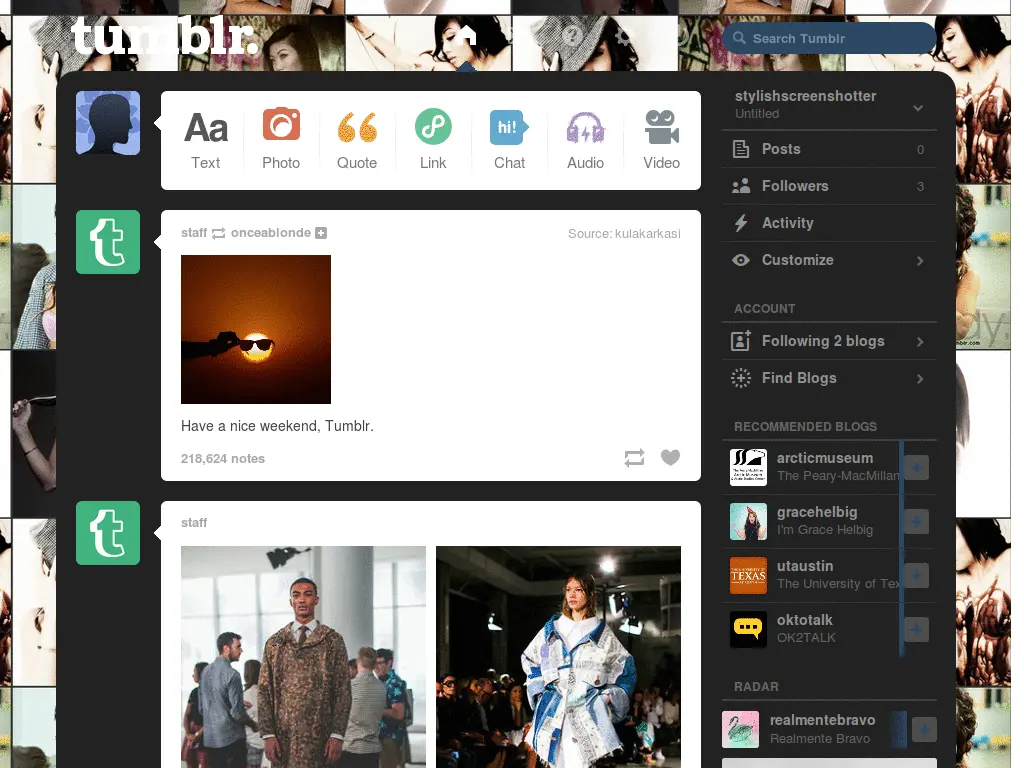 tumblr.
Search Tumblr
Aa
Text
Photo
Quote
Link
hi!
Chat
Audio
Video
staff onceablonde
Source: kulakarkasi
Have a nice weekend, Tumblr.
218,624 notes
staff
stylishscreenshotter
Untitled
Posts 0
Followers 3
Activity
Customize
ACCOUNT
Following 2 blogs
Find Blogs
RECOMMENDED BLOGS
arcticmuseum
The Peary-MacMillan
gracehelbig
I'm Grace Helbig
utaustin
The University of Tex
TEXAS
oktotalk
OK2TALK
RADAR
realmentebravo
Realmente Bravo